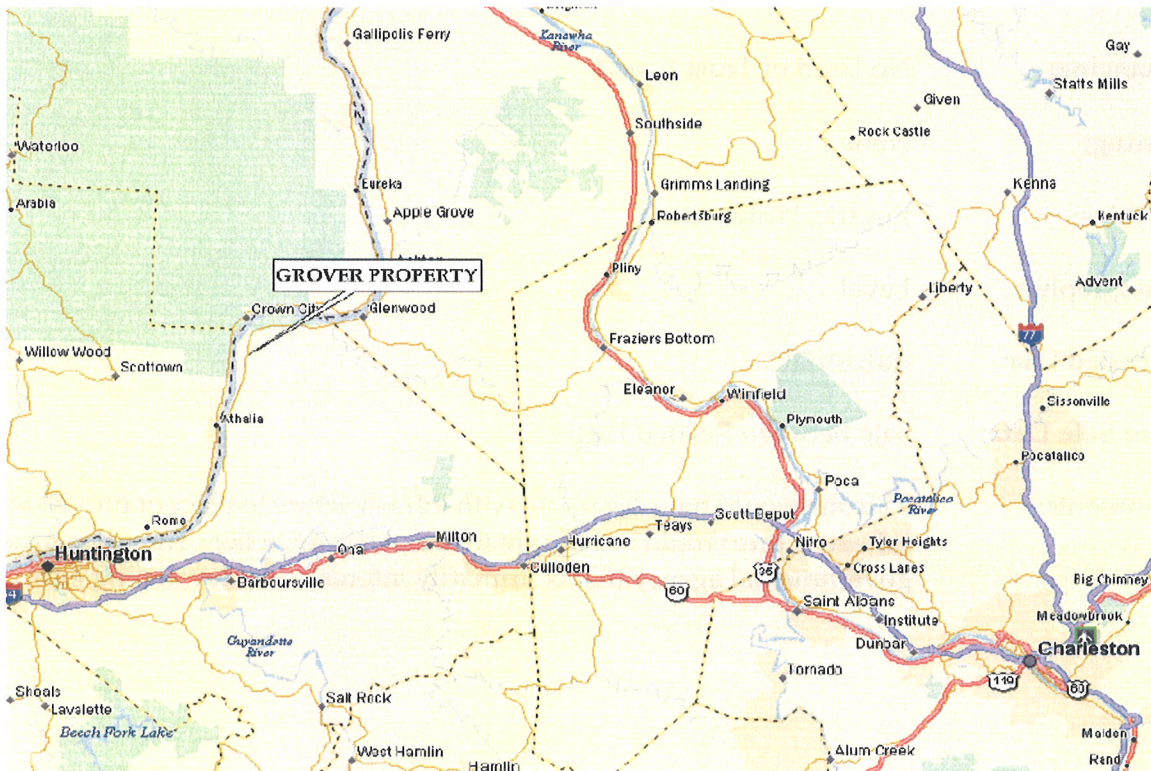 Gallipolis Ferry
Kanawha
River
Leon
Gay
Statts Mills
Given
Southside
Rock Castle
Waterloo
Eureka
Grimms Landing
Kenna
Arabia
Apple Grove
Robertsburg
Kentuck
GROVER PROPERTY
Pliny
Liberty
Advent
Crown City
Glenwood
77
Willow Wood
Scottown
Fraziers Bottom
Eleanor
Winfield
Sissonville
Athalia
Plymouth
Pocatalico
Poca
Pocatalico
River
Rome
Teays
Scott Depot
Huntington
Ona
Milton
Hurricane
Nitro
Tyler Heights
Culloden
Cross Lanes
Barboursville
35
Big Chimney
64
60
Saint Albans
Meadowbrook
Institute
Guyandotte
River
Dunbar
Charleston
Tornado
119
60
Shoals
Lavalette
Salt Rock
Beech Fork Lake
Malden
West Hamlin
Alum Creek
Rand
Hamlin